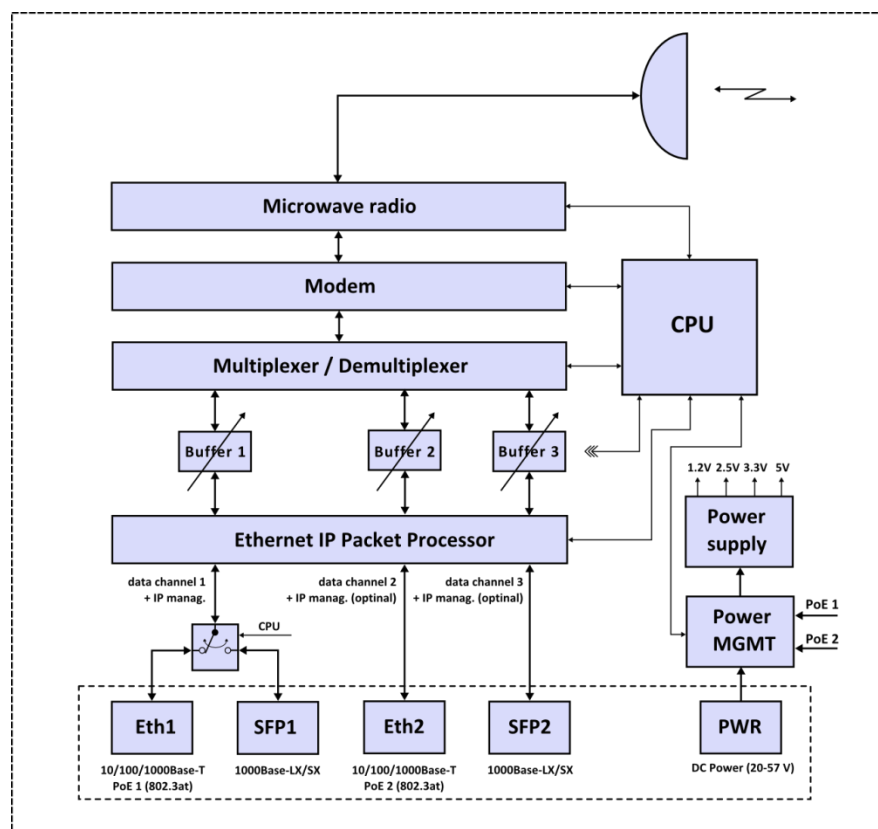 Microwave radio
Modem
CPU
Multiplexer / Demultiplexer
Buffer 1
Buffer 2
Buffer 3
1.2V 2.5V 3.3V 5V
Power
supply
Ethernet IP Packet Processor
data channel 1
+ IP manag.
data channel 2
+ IP manag. (optinal)
data channel 3
+ IP manag. (optinal)
CPU
Power
MGMT
PoE 1
PoE 2
Eth1
SFP1
Eth2
SFP2
PWR
10/100/1000Base-T
PoE 1 (802.3at)
1000Base-LX/SX
10/100/1000Base-T
PoE 2 (802.3at)
1000Base-LX/SX
DC Power (20-57 V)